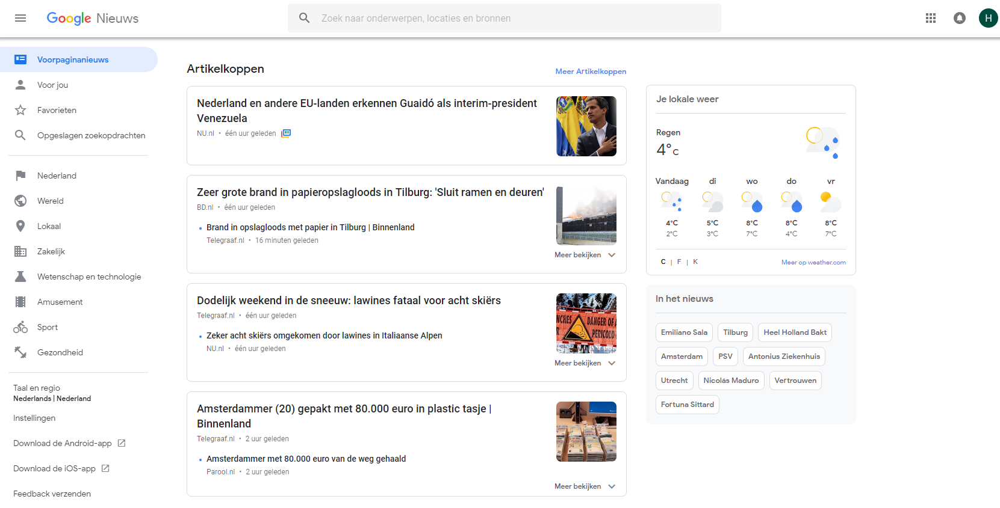 Google Nieuws
Zoek naar onderwerpen, locaties en bronnen
H
Voorpaginanieuws
Voor jou
Favorieten
Opgeslagen zoekopdrachten
Nederland
Wereld
Lokaal
Zakelijk
Wetenschap en technologie
Amusement
Sport
Gezondheid
Taal en regio
Nederlands | Nederland
Instellingen
Download de Android-app
Download de iOS-app
Feedback verzenden
Artikelkoppen
Meer Artikelkoppen
Nederland en andere EU-landen erkennen Guaidó als interim-president
Venezuela
NU.nl • één uur geleden
Zeer grote brand in papieropslagloods in Tilburg: 'Sluit ramen en deuren'
BD.nl • één uur geleden
• Brand in opslagloods met papier in Tilburg | Binnenland
Telegraaf.nl • 16 minuten geleden
Meer bekijken
Dodelijk weekend in de sneeuw: lawines fataal voor acht skiërs
Telegraaf.nl • één uur geleden
• Zeker acht skiërs omgekomen door lawines in Italiaanse Alpen
NU.nl • één uur geleden
NCHES DANGER OF A
PERICOLO
Meer bekijken
Amsterdammer (20) gepakt met 80.000 euro in plastic tasje |
Binnenland
Telegraaf.nl • 2 uur geleden
• Amsterdammer met 80.000 euro van de weg gehaald
Parool.nl • 2 uur geleden
Meer bekijken
Je lokale weer
Regen
4°C
Vandaag di wo do vr
4°C 5°C 8°C 8°C 8°C
2°C 3°C 7°C 4°C 7°C
C | F | K
Meer op weather.com
In het nieuws
Emiliano Sala Tilburg Heel Holland Bakt
Amsterdam PSV Antonius Ziekenhuis
Utrecht Nicolás Maduro Vertrouwen
Fortuna Sittard